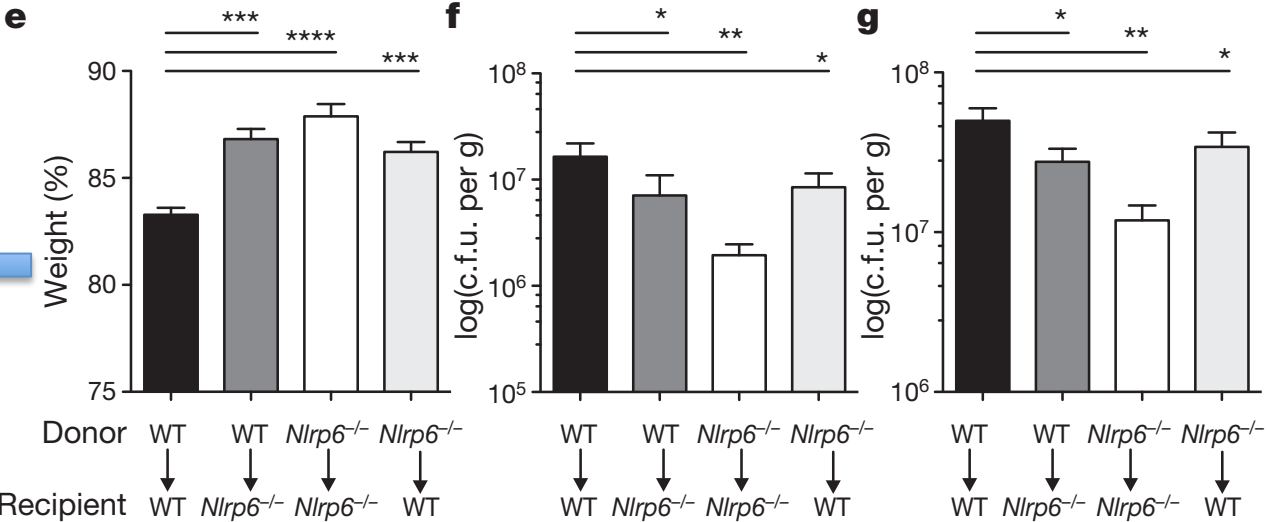 e
***
****
***
90
85
80
75
Weight (%)
f
*
**
*
10⁸
10⁷
10⁶
10⁵
log(c.f.u. per g)
g
*
**
*
10⁸
10⁷
10⁶
log(c.f.u. per g)
Donor WT WT Nlrp6⁻/⁻ Nlrp6⁻/⁻ WT WT Nlrp6⁻/⁻ Nlrp6⁻/⁻ WT WT Nlrp6⁻/⁻ Nlrp6⁻/⁻
Recipient WT Nlrp6⁻/⁻ Nlrp6⁻/⁻ WT WT Nlrp6⁻/⁻ Nlrp6⁻/⁻ WT WT Nlrp6⁻/⁻ Nlrp6⁻/⁻ WT